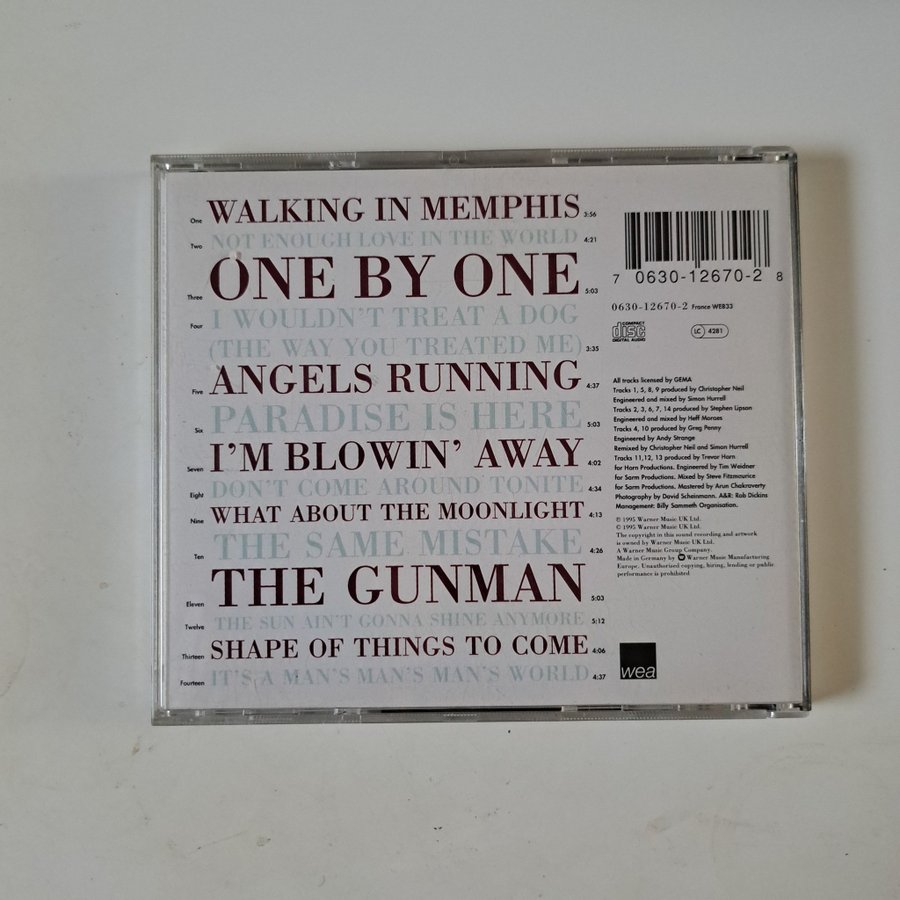 One WALKING IN MEMPHIS 3:56
Two NOT ENOUGH LOVE IN THE WORLD 4:21
Three ONE BY ONE 5:03
Four I WOULDN'T TREAT A DOG
(THE WAY YOU TREATED ME) 3:35
Five ANGELS RUNNING 4:37
Six PARADISE IS HERE 5:03
Seven I'M BLOWIN' AWAY 4:02
Eight DON'T COME AROUND TONITE 4:34
Nine WHAT ABOUT THE MOONLIGHT 4:13
Ten THE SAME MISTAKE 4:26
Eleven THE GUNMAN 5:03
Twelve THE SUN AIN'T GONNA SHINE ANYMORE 5:12
Thirteen SHAPE OF THINGS TO COME 4:06
Fourteen IT'S A MAN'S MAN'S MAN'S WORLD 4:37
7 0630-12670-2 8
0630-12670-2 France WE833
COMPACT
disc
DIGITAL AUDIO
LC 4281
All tracks licensed by GEMA
Tracks 1, 5, 8, 9 produced by Christopher Neil
Engineered and mixed by Simon Hurrell
Tracks 2, 3, 6, 7, 14 produced by Stephen Lipson
Engineered and mixed by Heff Moraes
Tracks 4, 10 produced by Greg Penny
Engineered by Andy Strange
Remixed by Christopher Neil and Simon Hurrell
Tracks 11, 12, 13 produced by Trevor Horn
for Horn Productions. Engineered by Tim Weidner
for Sarm Productions. Mixed by Steve Fitzmaurice
for Sarm Productions. Mastered by Arun Chakraverty
Photography by David Scheinmann. A&R: Rob Dickins
Management: Billy Sammeth Organisation.
℗ 1995 Warner Music UK Ltd.
© 1995 Warner Music UK Ltd.
The copyright in this sound recording and artwork
is owned by Warner Music UK Ltd.
A Warner Music Group Company.
Made in Germany by Warner Music Manufacturing
Europe. Unauthorised copying, hiring, lending or public
performance is prohibited
wea